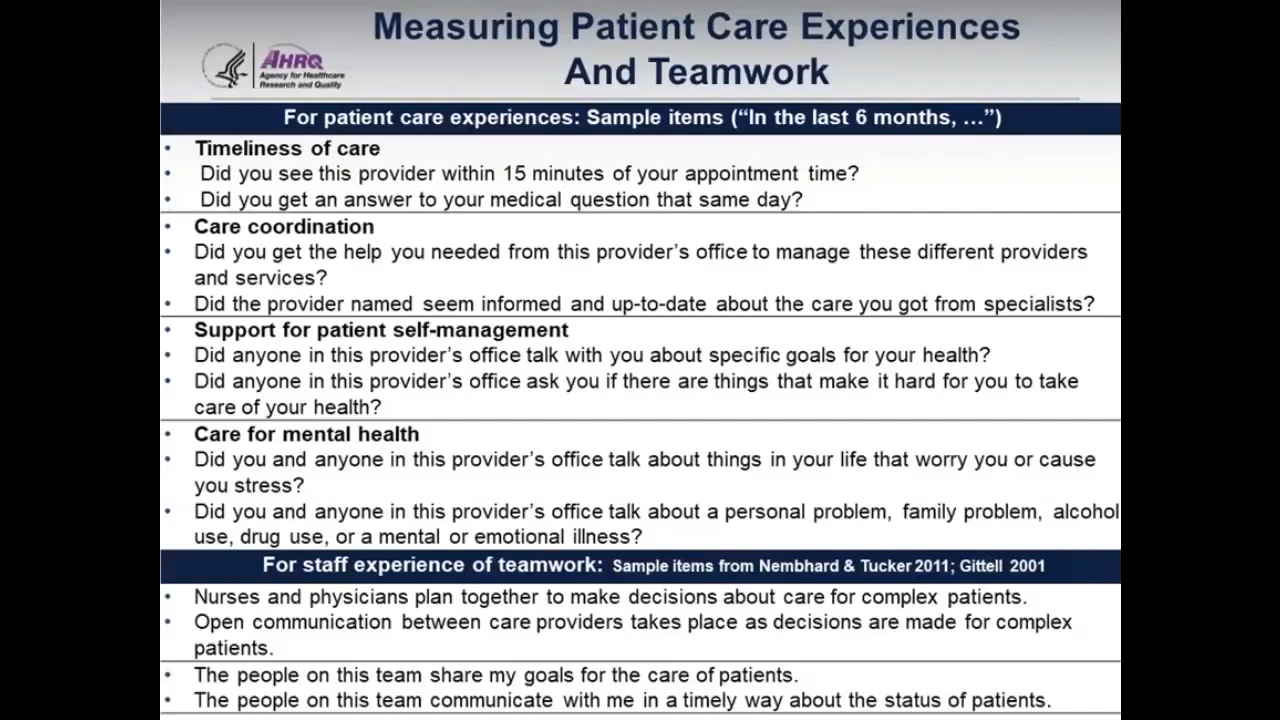 Measuring Patient Care Experiences
And Teamwork
AHRQ
Agency for Healthcare
Research and Quality
For patient care experiences: Sample items (“In the last 6 months, …”)
• Timeliness of care
• Did you see this provider within 15 minutes of your appointment time?
• Did you get an answer to your medical question that same day?
• Care coordination
• Did you get the help you needed from this provider’s office to manage these different providers
and services?
• Did the provider named seem informed and up-to-date about the care you got from specialists?
• Support for patient self-management
• Did anyone in this provider’s office talk with you about specific goals for your health?
• Did anyone in this provider’s office ask you if there are things that make it hard for you to take
care of your health?
• Care for mental health
• Did you and anyone in this provider’s office talk about things in your life that worry you or cause
you stress?
• Did you and anyone in this provider’s office talk about a personal problem, family problem, alcohol
use, drug use, or a mental or emotional illness?
For staff experience of teamwork: Sample items from Nembhard & Tucker 2011; Gittell 2001
• Nurses and physicians plan together to make decisions about care for complex patients.
• Open communication between care providers takes place as decisions are made for complex
patients.
• The people on this team share my goals for the care of patients.
• The people on this team communicate with me in a timely way about the status of patients.